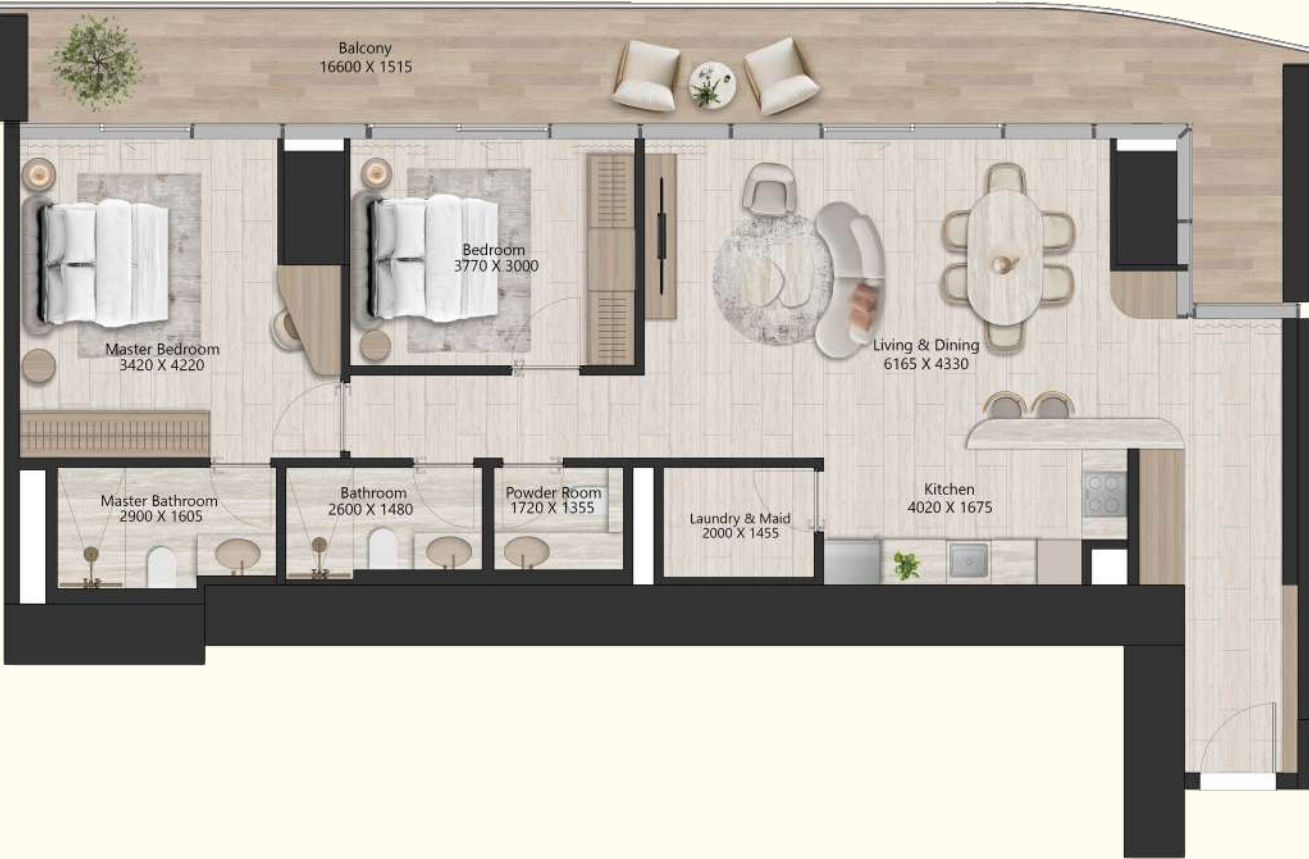 Balcony
16600 X 1515
Bedroom
3770 X 3000
Master Bedroom
3420 X 4220
Living & Dining
6165 X 4330
Master Bathroom
2900 X 1605
Bathroom
2600 X 1480
Powder Room
1720 X 1355
Laundry & Maid
2000 X 1455
Kitchen
4020 X 1675